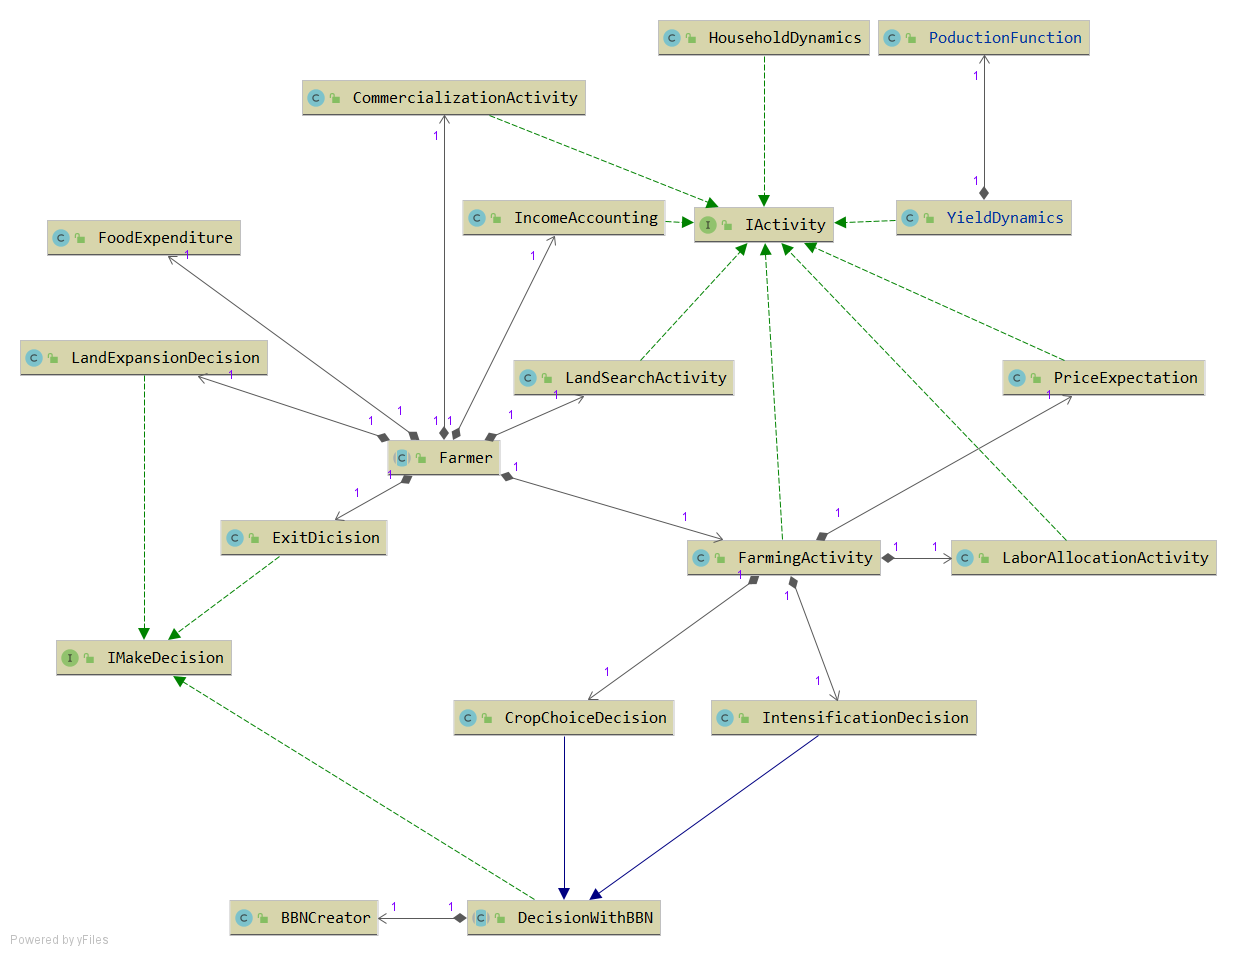 HouseholdDynamics
PoductionFunction
1
CommercializationActivity
1
1
IncomeAccounting
IActivity
YieldDynamics
FoodExpenditure
1
1
LandExpansionDecision
1
LandSearchActivity
1
PriceExpectation
1
1
1
1
1
1
Farmer
1
1
1
1
1
ExitDicision
FarmingActivity
1
1
LaborAllocationActivity
1
1
IMakeDecision
1
1
CropChoiceDecision
IntensificationDecision
BBNCreator
1
1
DecisionWithBBN
Powered by yFiles